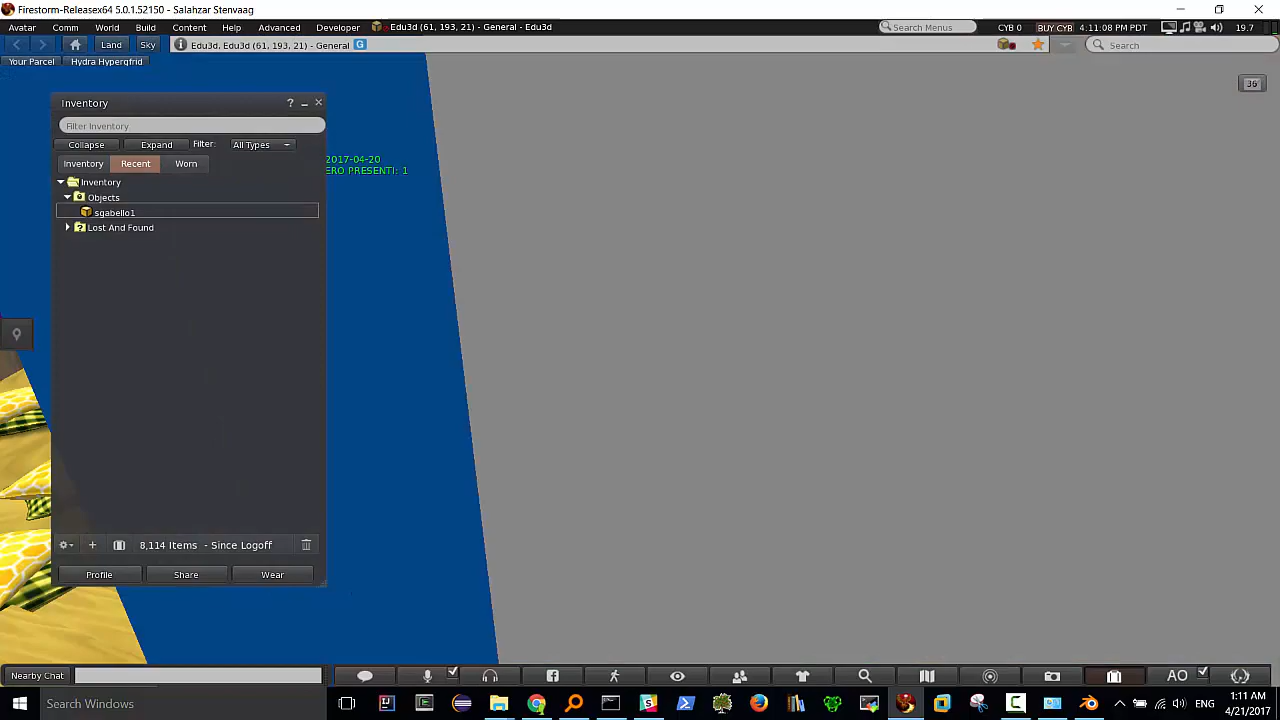 Firestorm-Releasex64 5.0.1.52150 - Salahzar Stenvaag
Avatar Comm World Build Content Help Advanced Developer Edu3d (61, 193, 21) - General - Edu3d Search Menus CYB 0 BUY CYB 4:11:08 PM PDT 19.7
Land Sky Edu3d, Edu3d (61, 193, 21) - General G Search
Your Parcel Hydra Hypergrid
36
Inventory ?
Filter Inventory
Collapse Expand Filter: All Types
Inventory Recent Worn
2017-04-20
ERO PRESENTI: 1
Inventory
Objects
sgabello1
Lost And Found
8,114 Items - Since Logoff
Profile Share Wear
Nearby Chat AO
Search Windows
1:11 AM
4/21/2017